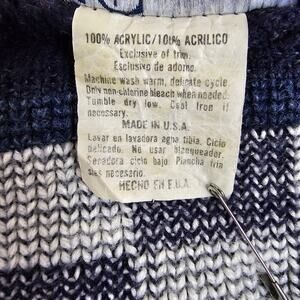 100% ACRYLIC/100% ACRILICO
Exclusive of trim.
Exclusivo de adorno.
Machine wash warm, delicate cycle.
Only non-chlorine bleach when needed.
Tumble dry low. Cool Iron if
necessary.
MADE IN U.S.A.
Lavar en lavadora agua tibia. Ciclo
delicado. No usar blanqueador.
Secadora ciclo bajo. Plancha fria
si es necesario.
HECHO EN E.U.A.